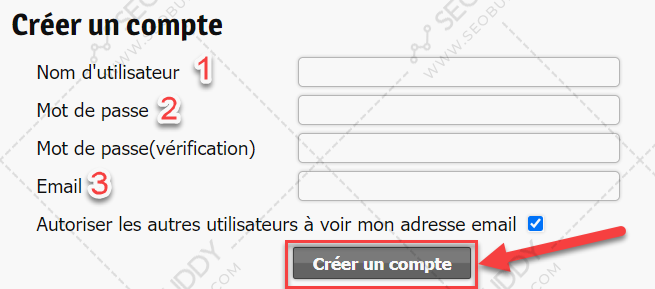 Créer un compte
Nom d'utilisateur 1
Mot de passe 2
Mot de passe(vérification)
Email 3
Autoriser les autres utilisateurs à voir mon adresse email
Créer un compte